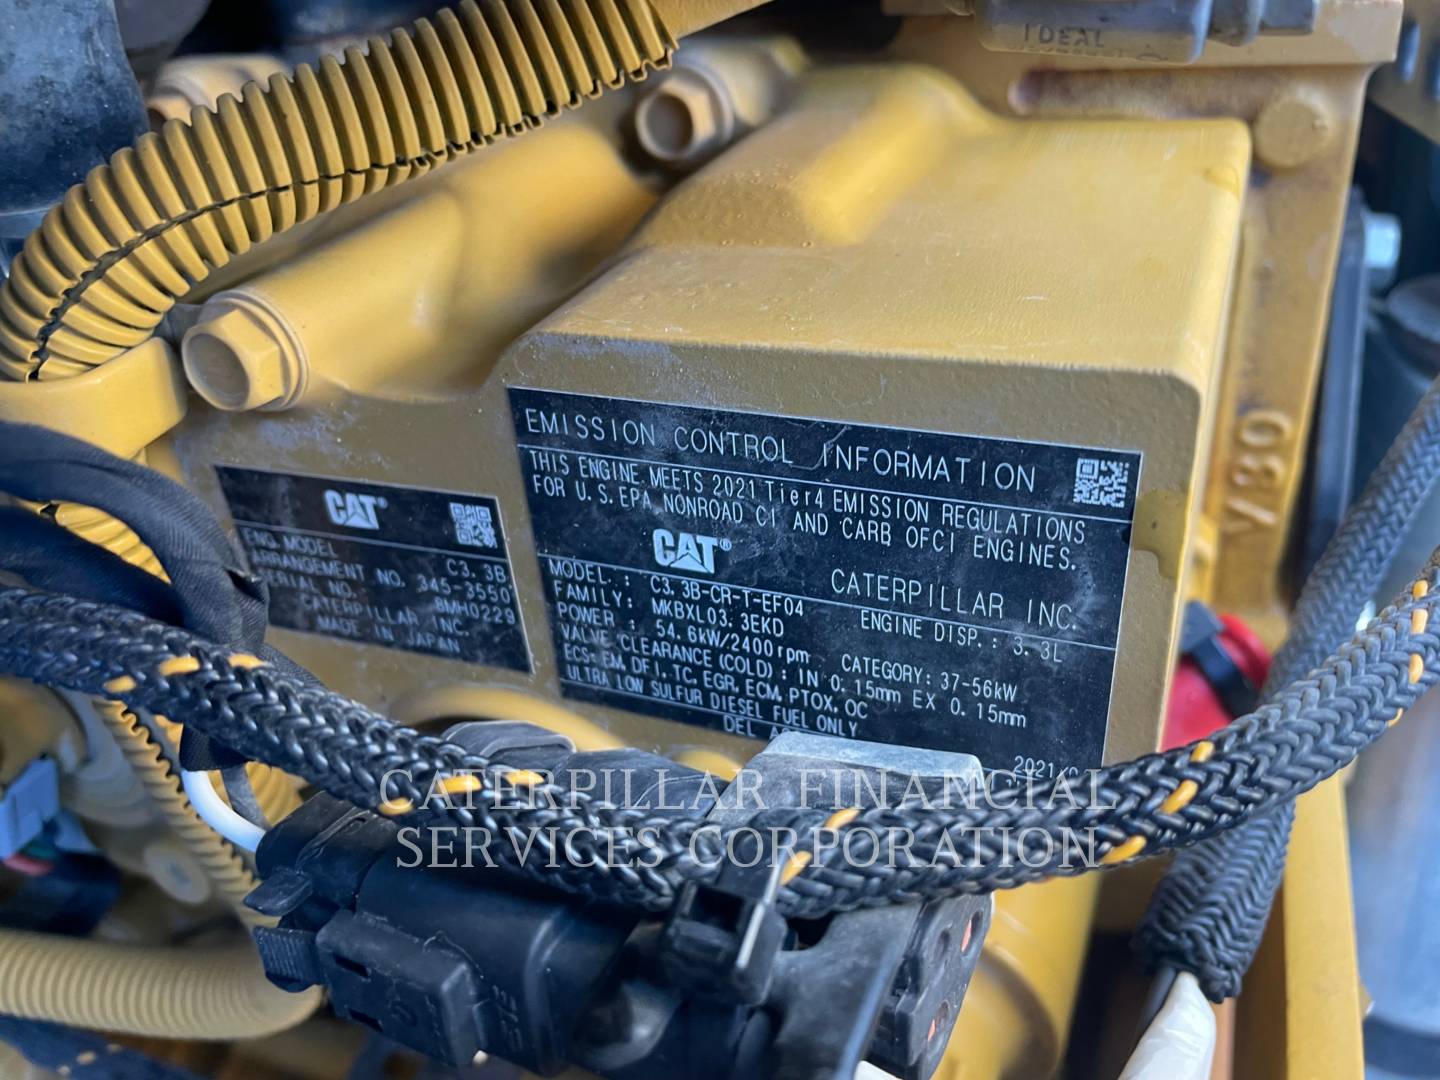 IDEAL
V80
CAT
ENG. MODEL C3.3B
ARRANGEMENT NO. 345-3550
SERIAL NO. 8MH0229
CATERPILLAR INC.
MADE IN JAPAN
EMISSION CONTROL INFORMATION
THIS ENGINE MEETS 2021 Tier4 EMISSION REGULATIONS
FOR U.S.EPA NONROAD CI AND CARB OFCI ENGINES.
CAT® CATERPILLAR INC.
MODEL : C3.3B-CR-T-EF04 ENGINE DISP.: 3.3L
FAMILY: MKBXL03.3EKD
POWER : 54.6kW/2400rpm CATEGORY: 37-56kW
VALVE CLEARANCE (COLD): IN 0.15mm EX 0.15mm
ECS: EM,DFI,TC,EGR,ECM,PTOX,OC
ULTRA LOW SULFUR DIESEL FUEL ONLY
DEL 2021
CATERPILLAR FINANCIAL
SERVICES CORPORATION